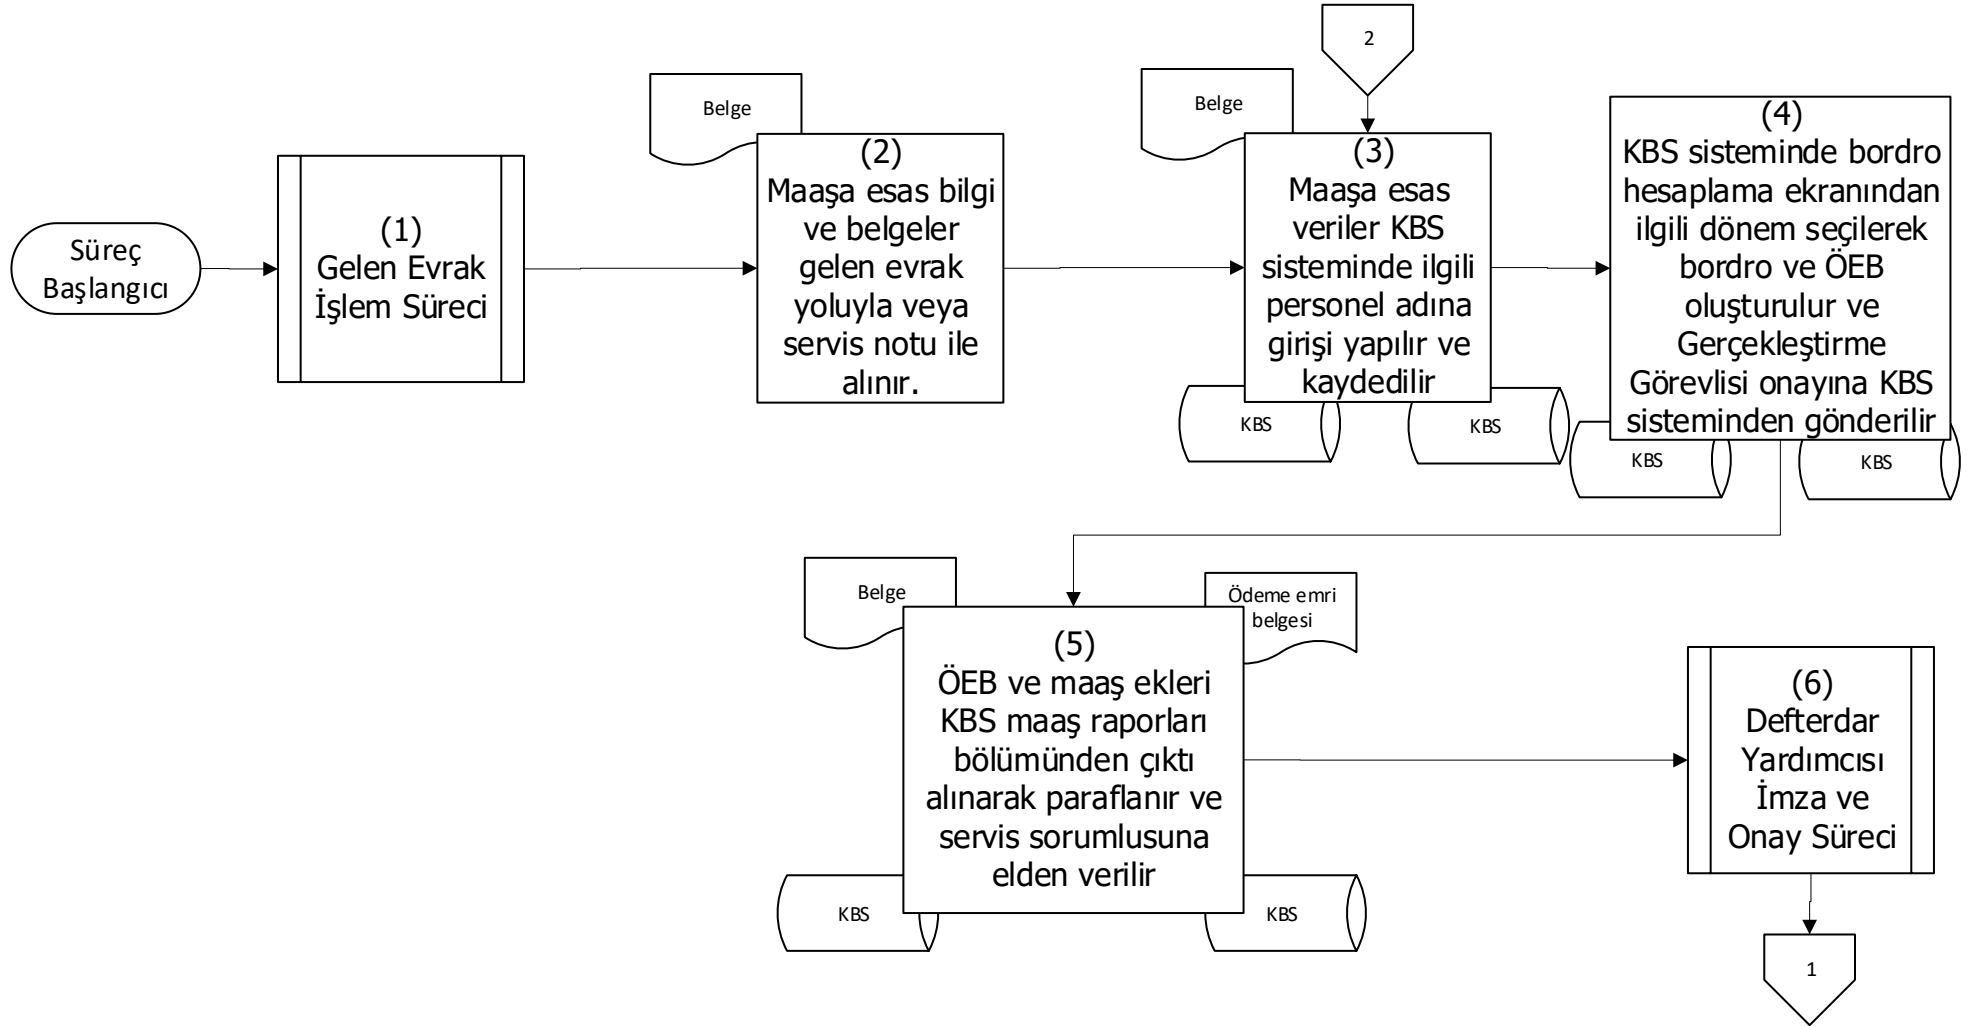 Süreç
Başlangıcı
(1)
Gelen Evrak
İşlem Süreci
Belge
(2)
Maaşa esas bilgi
ve belgeler
gelen evrak
yoluyla veya
servis notu ile
alınır.
2
Belge
(3)
Maaşa esas
veriler KBS
sisteminde ilgili
personel adına
girişi yapılır ve
kaydedilir
KBS
KBS
(4)
KBS sisteminde bordro
hesaplama ekranından
ilgili dönem seçilerek
bordro ve ÖEB
oluşturulur ve
Gerçekleştirme
Görevlisi onayına KBS
sisteminden gönderilir
KBS
KBS
Belge
Ödeme emri
belgesi
(5)
ÖEB ve maaş ekleri
KBS maaş raporları
bölümünden çıktı
alınarak paraflanır ve
servis sorumlusuna
elden verilir
KBS
KBS
(6)
Defterdar
Yardımcısı
İmza ve
Onay Süreci
1